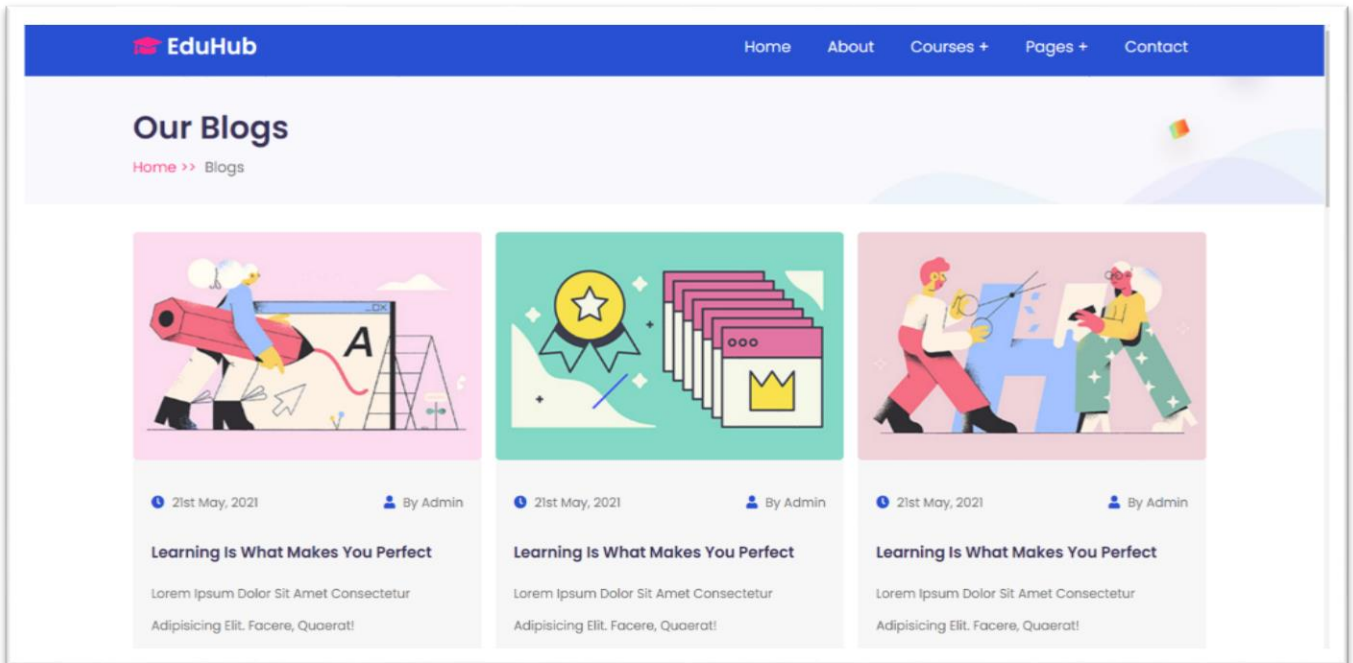 EduHub
Home About Courses + Pages + Contact
Our Blogs
Home >> Blogs
A
21st May, 2021 By Admin
Learning Is What Makes You Perfect
Lorem Ipsum Dolor Sit Amet Consectetur
Adipisicing Elit. Facere, Quaerat!
21st May, 2021 By Admin
Learning Is What Makes You Perfect
Lorem Ipsum Dolor Sit Amet Consectetur
Adipisicing Elit. Facere, Quaerat!
H
21st May, 2021 By Admin
Learning Is What Makes You Perfect
Lorem Ipsum Dolor Sit Amet Consectetur
Adipisicing Elit. Facere, Quaerat!